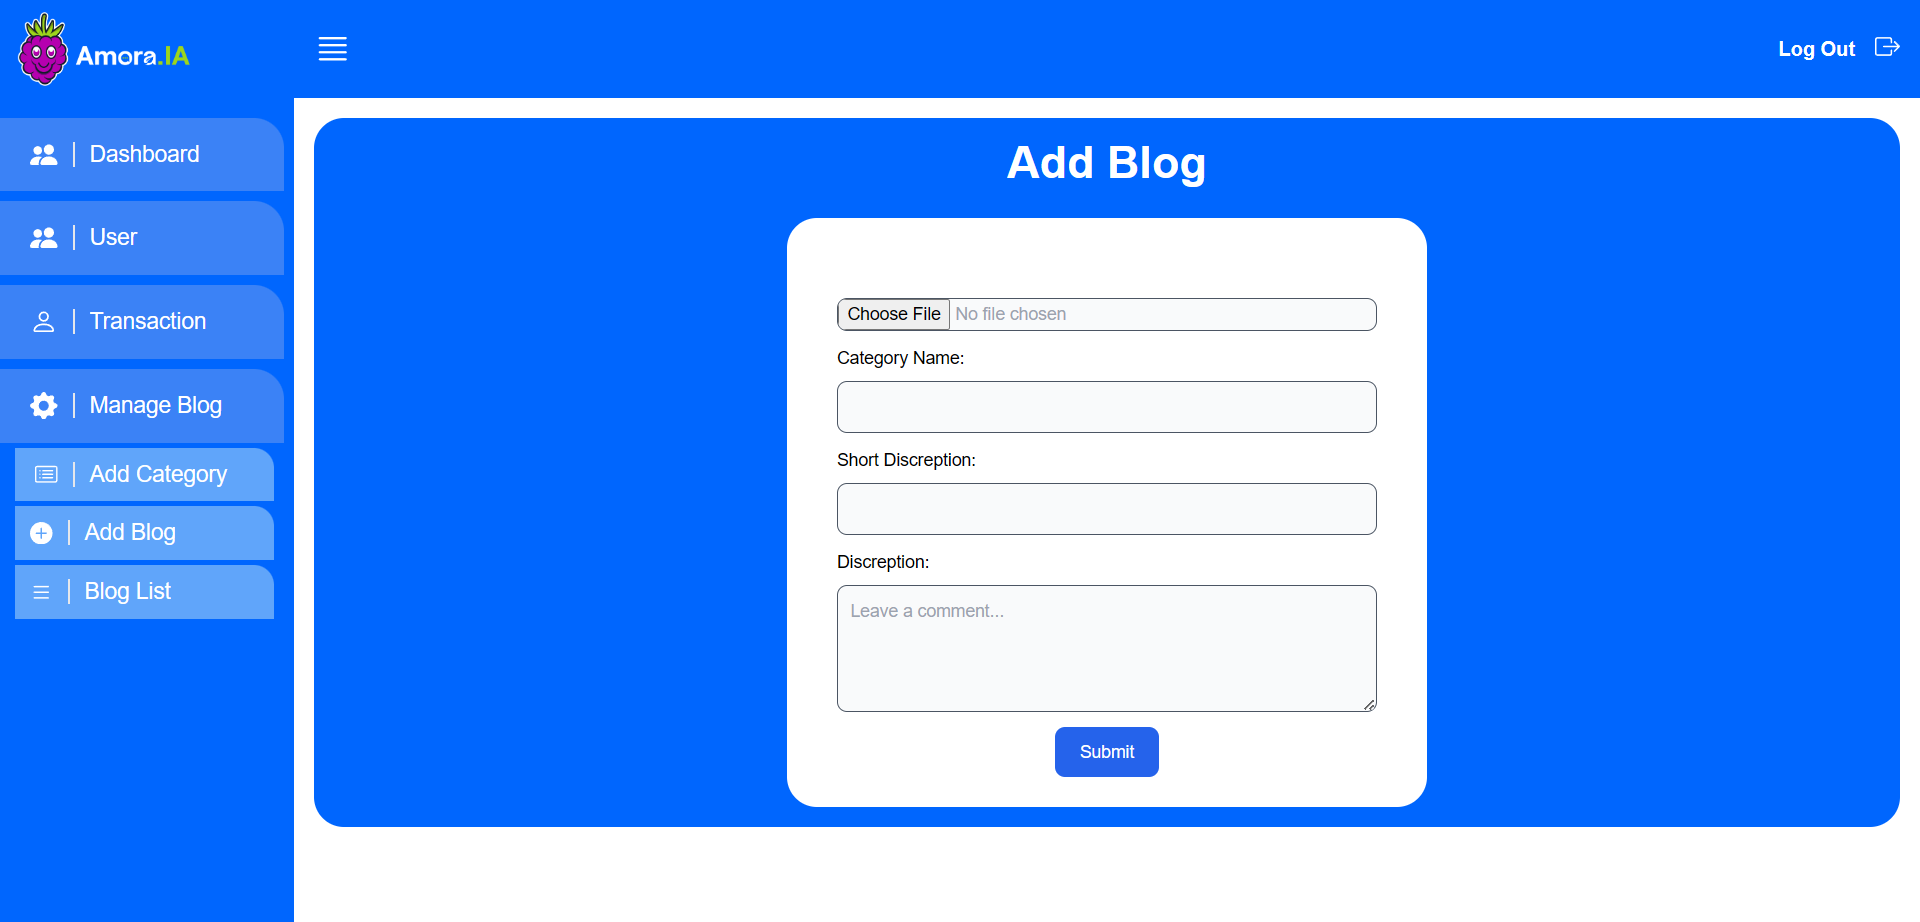 Amora.IA
Log Out
Dashboard
User
Transaction
Manage Blog
Add Category
Add Blog
Blog List
Add Blog
Choose File No file chosen
Category Name:
Short Discreption:
Discreption:
Leave a comment...
Submit